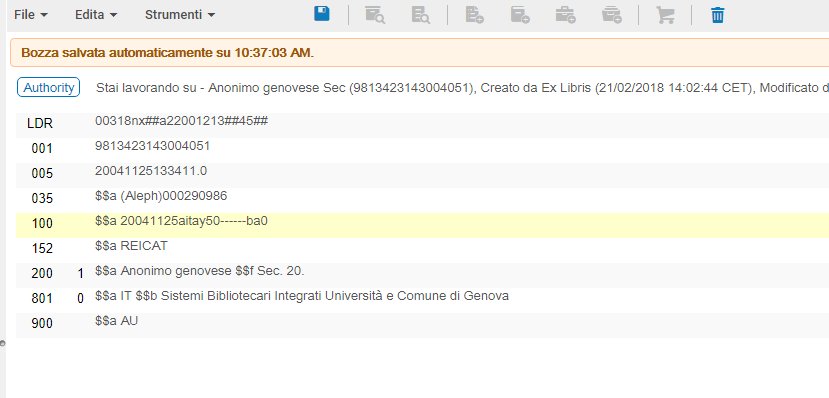 File Edita Strumenti
Bozza salvata automaticamente su 10:37:03 AM.
Authority Stai lavorando su - Anonimo genovese Sec (9813423143004051), Creato da Ex Libris (21/02/2018 14:02:44 CET), Modificato d
LDR 00318nx##a22001213##45##
001 9813423143004051
005 20041125133411.0
035 $$a (Aleph)000290986
100 $$a 20041125aitay50------ba0
152 $$a REICAT
200 1 $$a Anonimo genovese $$f Sec. 20.
801 0 $$a IT $$b Sistemi Bibliotecari Integrati Università e Comune di Genova
900 $$a AU